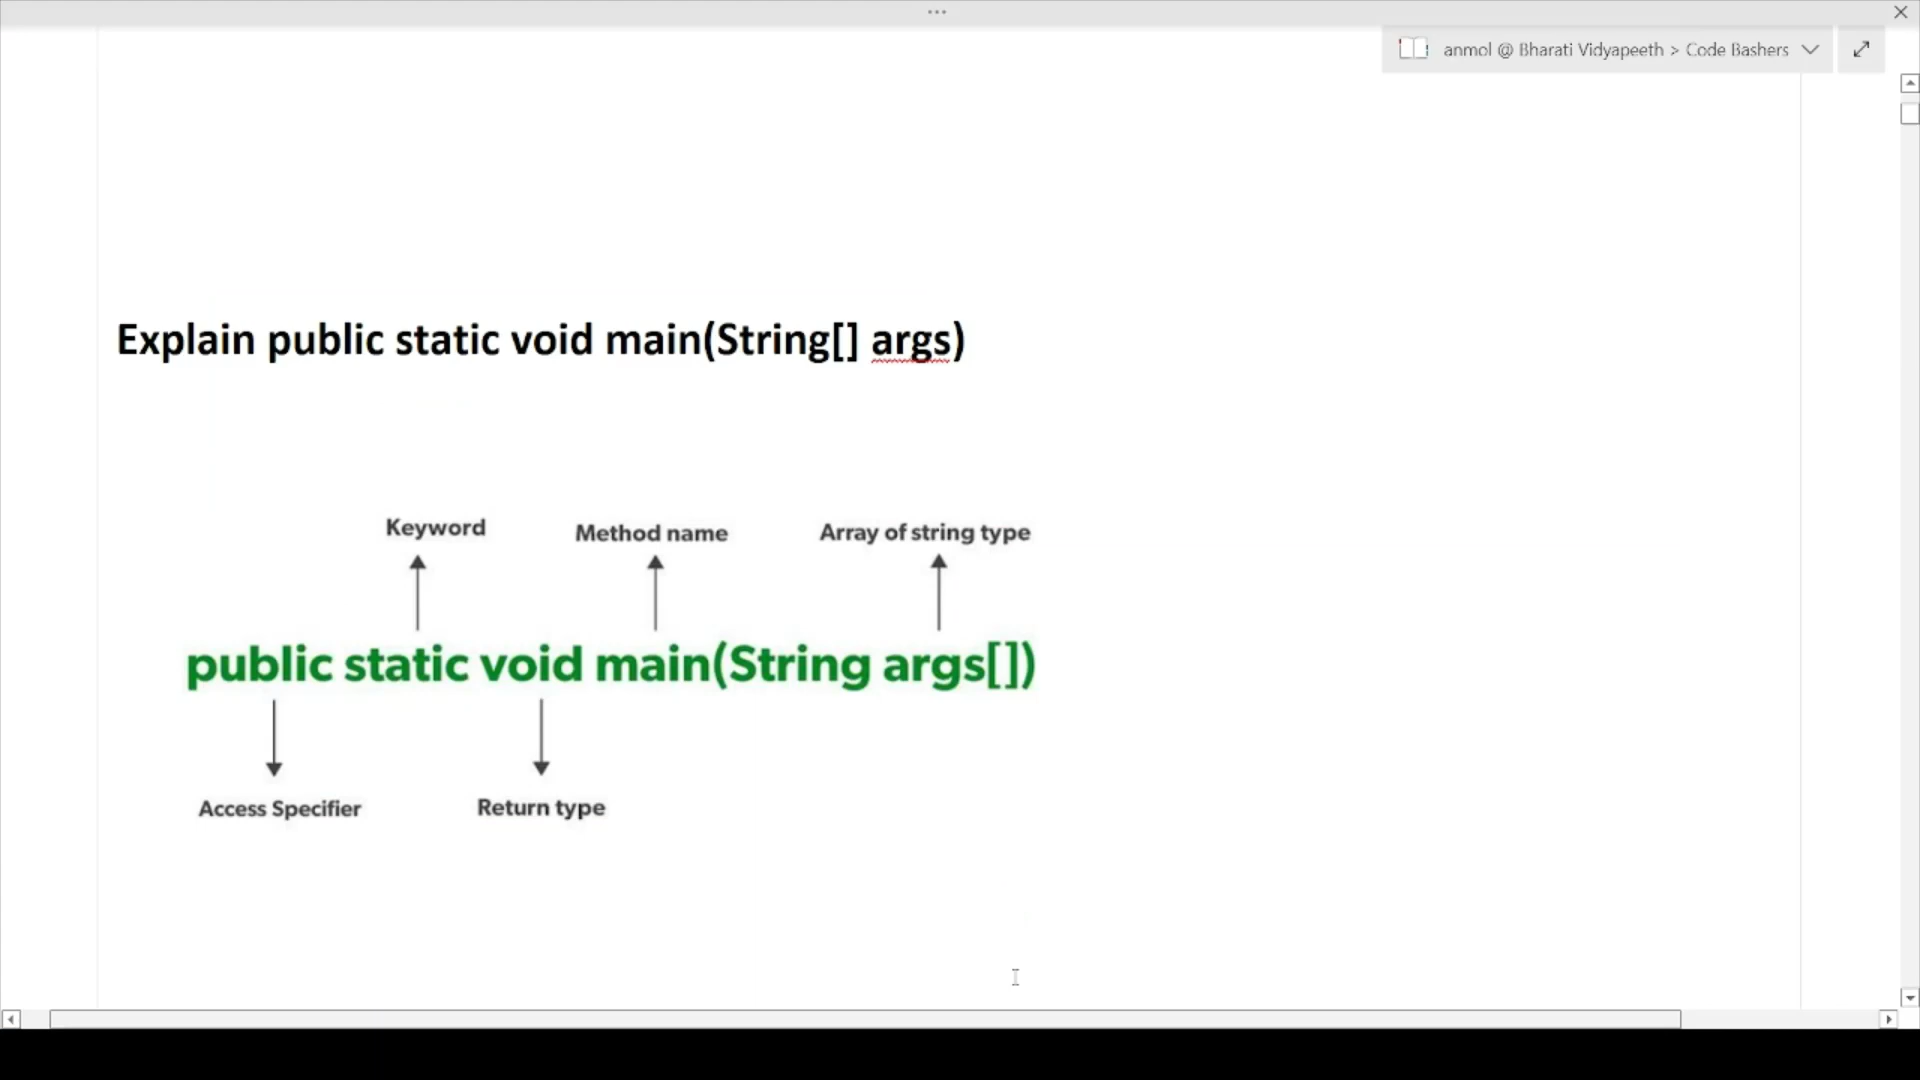 anmol @ Bharati Vidyapeeth > Code Bashers
Explain public static void main(String[] args)
Keyword Method name Array of string type
public static void main(String args[])
Access Specifier Return type